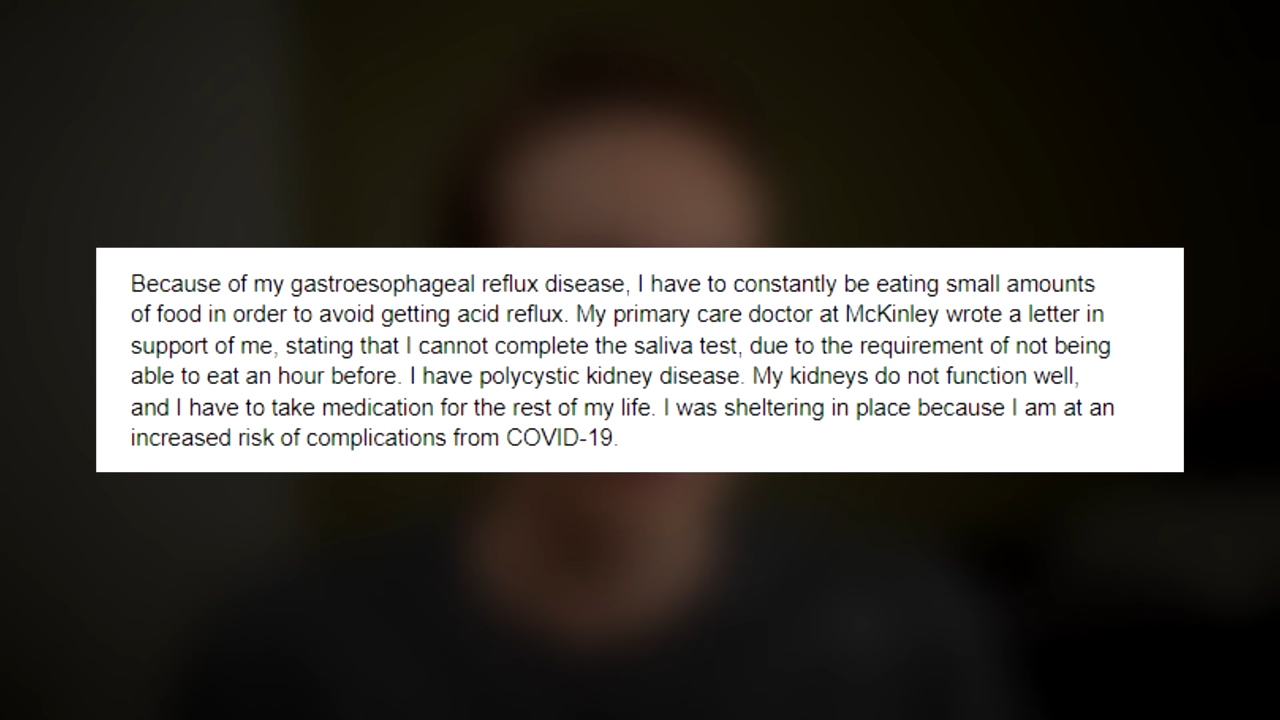 Because of my gastroesophageal reflux disease, I have to constantly be eating small amounts
of food in order to avoid getting acid reflux. My primary care doctor at McKinley wrote a letter in
support of me, stating that I cannot complete the saliva test, due to the requirement of not being
able to eat an hour before. I have polycystic kidney disease. My kidneys do not function well,
and I have to take medication for the rest of my life. I was sheltering in place because I am at an
increased risk of complications from COVID-19.